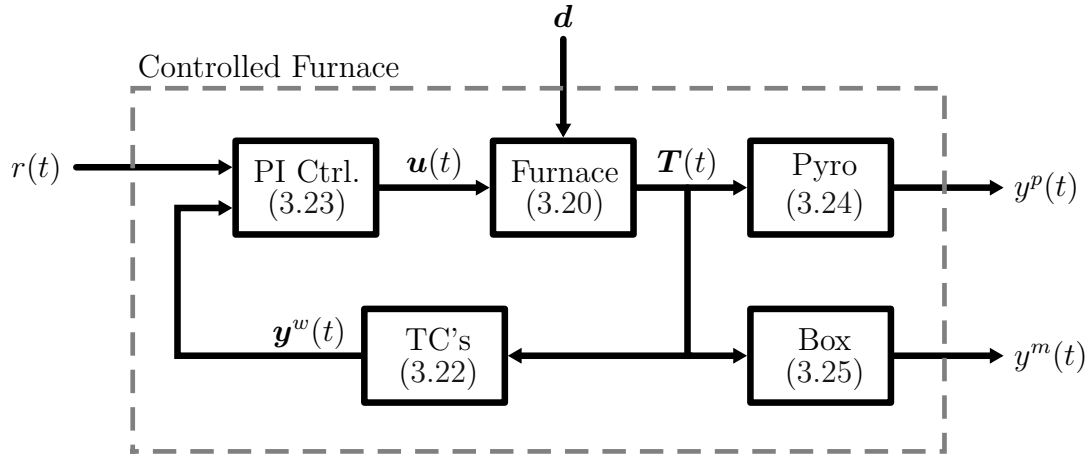 d
Controlled Furnace
r(t)
PI Ctrl.
(3.23)
u(t)
Furnace
(3.20)
T(t)
Pyro
(3.24)
y^p(t)
y^w(t)
TC's
(3.22)
Box
(3.25)
y^m(t)